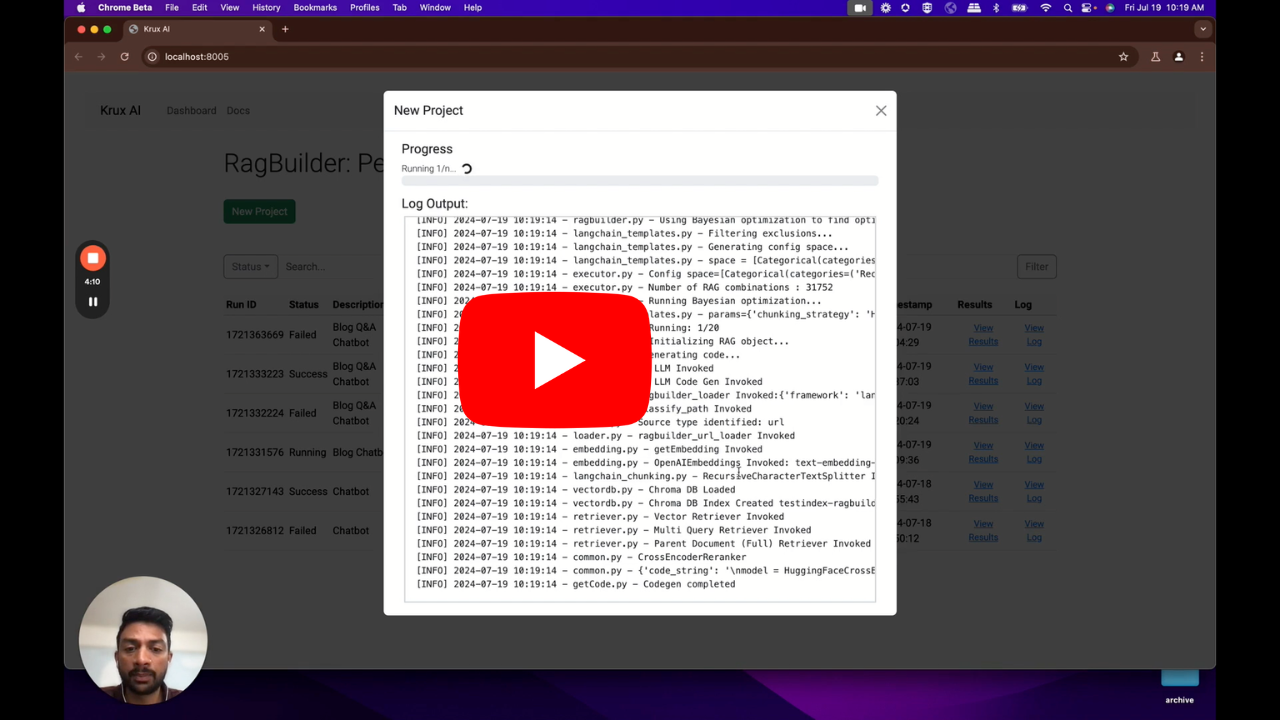 Chrome Beta File Edit View History Bookmarks Profiles Tab Window Help Fri Jul 19 10:19 AM
Krux AI
localhost:8005
Krux AI Dashboard Docs
RagBuilder: Pe
New Project
Status Search... Filter
Run ID Status Description estamp Results Log
1721363669 Failed Blog Q&A Chatbot 4-07-19 04:29 View Results View Log
1721333223 Success Blog Q&A Chatbot 4-07-19 37:03 View Results View Log
1721332224 Failed Blog Q&A Chatbot 4-07-19 20:24 View Results View Log
1721331576 Running Blog Chatb 4-07-19 09:36 View Results View Log
1721327143 Success Chatbot 4-07-18 55:43 View Results View Log
1721326812 Failed Chatbot 4-07-18 50:12 View Results View Log
4:10
New Project
Progress
Running 1/n...
Log Output:
[INFO] 2024-07-19 10:19:14 - ragbuilder.py - Using Bayesian optimization to find opti
[INFO] 2024-07-19 10:19:14 - langchain_templates.py - Filtering exclusions...
[INFO] 2024-07-19 10:19:14 - langchain_templates.py - Generating config space...
[INFO] 2024-07-19 10:19:14 - langchain_templates.py - space = [Categorical(categories
[INFO] 2024-07-19 10:19:14 - executor.py - Config space=[Categorical(categories=('Rec
[INFO] 2024-07-19 10:19:14 - executor.py - Number of RAG combinations : 31752
[INFO] 2 Running Bayesian optimization...
[INFO] 2 lates.py - params={'chunking_strategy': 'H
[INFO] 2 Running: 1/20
[INFO] 2 Initializing RAG object...
[INFO] 2 enerating code...
[INFO] 2 LLM Invoked
[INFO] 2 LLM Code Gen Invoked
[INFO] 2 agbuilder_loader Invoked:{'framework': 'lan
[INFO] 2 lassify_path Invoked
[INFO] 2 Source type identified: url
[INFO] 2024-07-19 10:19:14 - loader.py - ragbuilder_url_loader Invoked
[INFO] 2024-07-19 10:19:14 - embedding.py - getEmbedding Invoked
[INFO] 2024-07-19 10:19:14 - embedding.py - OpenAIEmbeddings Invoked: text-embedding-
[INFO] 2024-07-19 10:19:14 - langchain_chunking.py - RecursiveCharacterTextSplitter I
[INFO] 2024-07-19 10:19:14 - vectordb.py - Chroma DB Loaded
[INFO] 2024-07-19 10:19:14 - vectordb.py - Chroma DB Index Created testindex-ragbuild
[INFO] 2024-07-19 10:19:14 - retriever.py - Vector Retriever Invoked
[INFO] 2024-07-19 10:19:14 - retriever.py - Multi Query Retriever Invoked
[INFO] 2024-07-19 10:19:14 - retriever.py - Parent Document (Full) Retriever Invoked
[INFO] 2024-07-19 10:19:14 - common.py - CrossEncoderReranker
[INFO] 2024-07-19 10:19:14 - common.py - {'code_string': '\nmodel = HuggingFaceCrossE
[INFO] 2024-07-19 10:19:14 - getCode.py - Codegen completed
archive